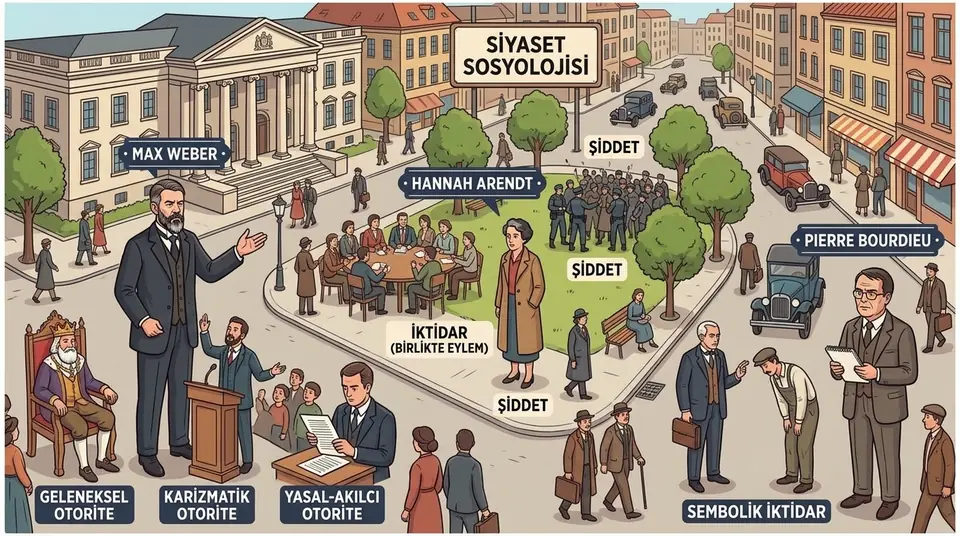 SİYASET
SOSYOLOJİSİ
MAX WEBER
ŞİDDET
HANNAH ARENDT
PIERRE BOURDIEU
ŞİDDET
İKTİDAR
(BİRLİKTE EYLEM)
ŞİDDET
GELENEKSEL
OTORİTE
KARİZMATİK
OTORİTE
YASAL-AKILCI
OTORİTE
SEMBOLİK İKTİDAR